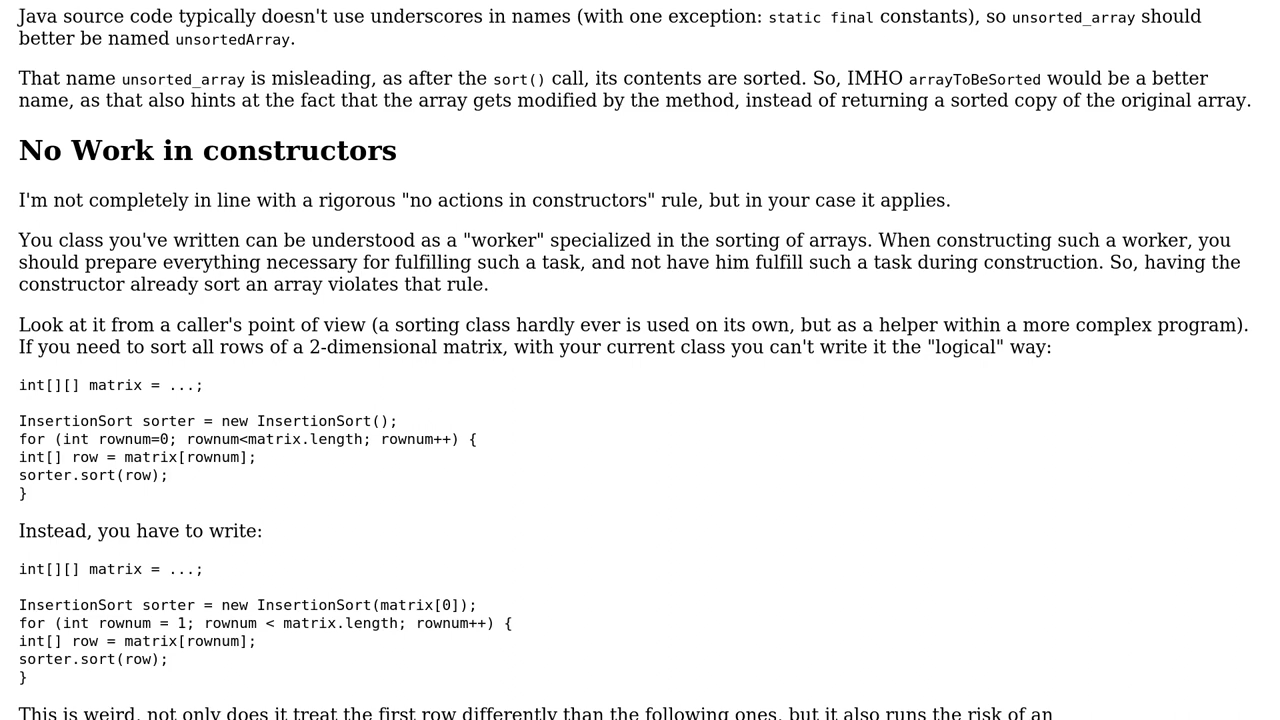 Java source code typically doesn't use underscores in names (with one exception: static final constants), so unsorted_array should
better be named unsortedArray.
That name unsorted_array is misleading, as after the sort() call, its contents are sorted. So, IMHO arrayToBeSorted would be a better
name, as that also hints at the fact that the array gets modified by the method, instead of returning a sorted copy of the original array.
No Work in constructors
I'm not completely in line with a rigorous "no actions in constructors" rule, but in your case it applies.
You class you've written can be understood as a "worker" specialized in the sorting of arrays. When constructing such a worker, you
should prepare everything necessary for fulfilling such a task, and not have him fulfill such a task during construction. So, having the
constructor already sort an array violates that rule.
Look at it from a caller's point of view (a sorting class hardly ever is used on its own, but as a helper within a more complex program).
If you need to sort all rows of a 2-dimensional matrix, with your current class you can't write it the "logical" way:
int[][] matrix = ...;
InsertionSort sorter = new InsertionSort();
for (int rownum=0; rownum<matrix.length; rownum++) {
int[] row = matrix[rownum];
sorter.sort(row);
}
Instead, you have to write:
int[][] matrix = ...;
InsertionSort sorter = new InsertionSort(matrix[0]);
for (int rownum = 1; rownum < matrix.length; rownum++) {
int[] row = matrix[rownum];
sorter.sort(row);
}
This is weird, not only does it treat the first row differently than the following ones, but it also runs the risk of an